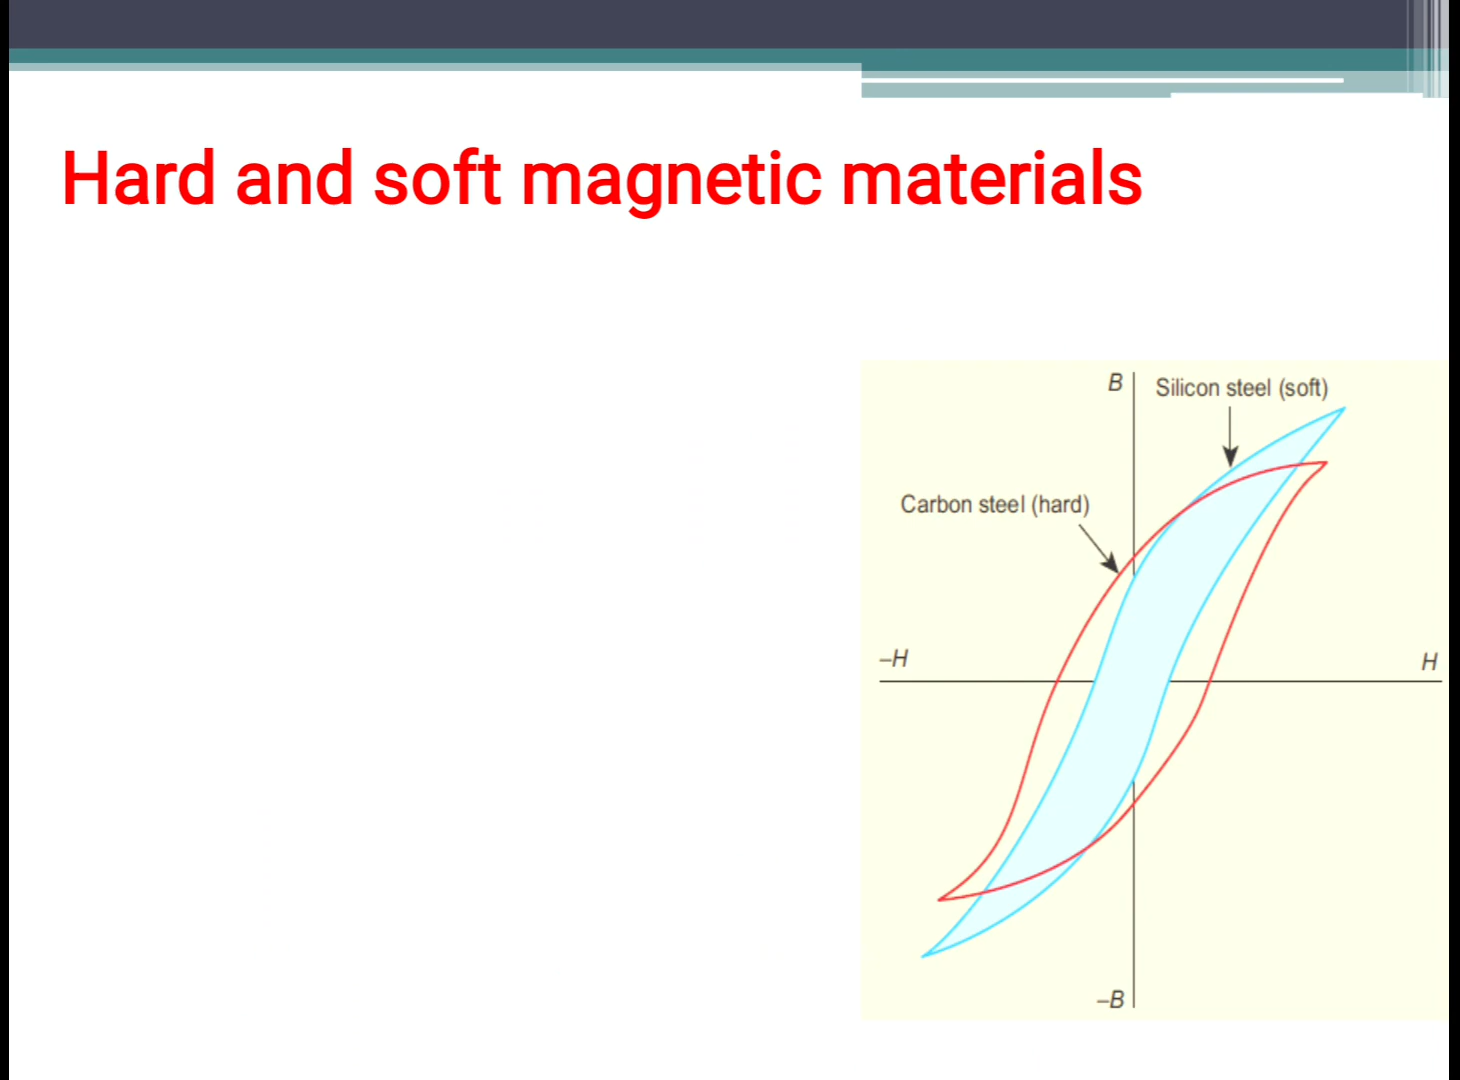 Hard and soft magnetic materials
B
Silicon steel (soft)
Carbon steel (hard)
–H
H
–B